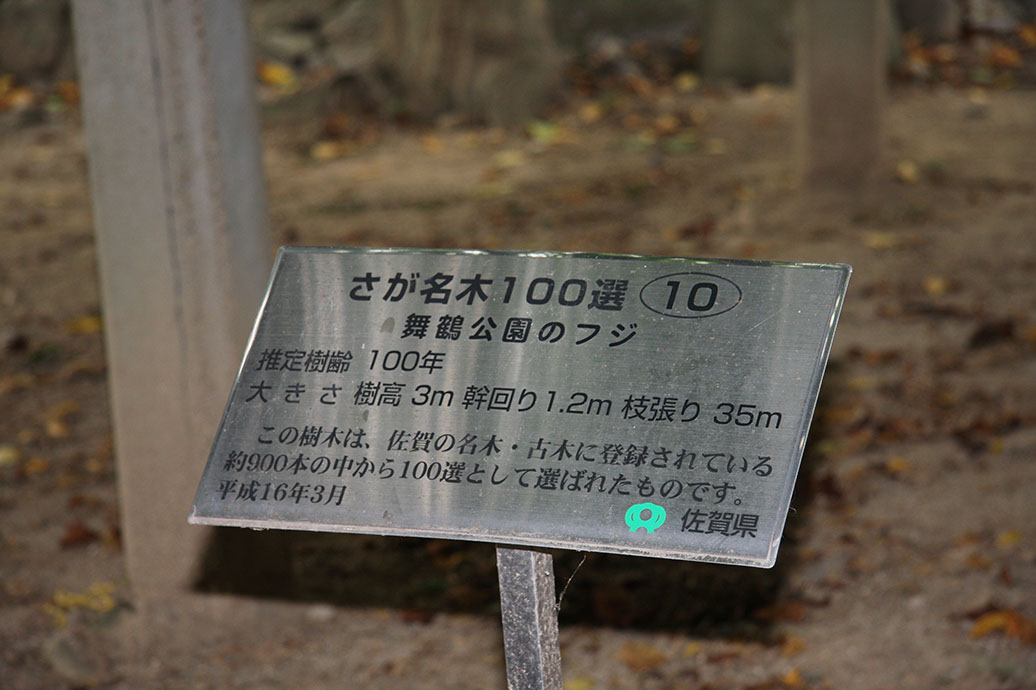 さが名木100選 10
舞鶴公園のフジ
推定樹齢 100年
大きさ 樹高 3m 幹回り1.2m 枝張り 35m
この樹木は、佐賀の名木・古木に登録されている
約900本の中から100選として選ばれたものです。
平成16年3月
佐賀県